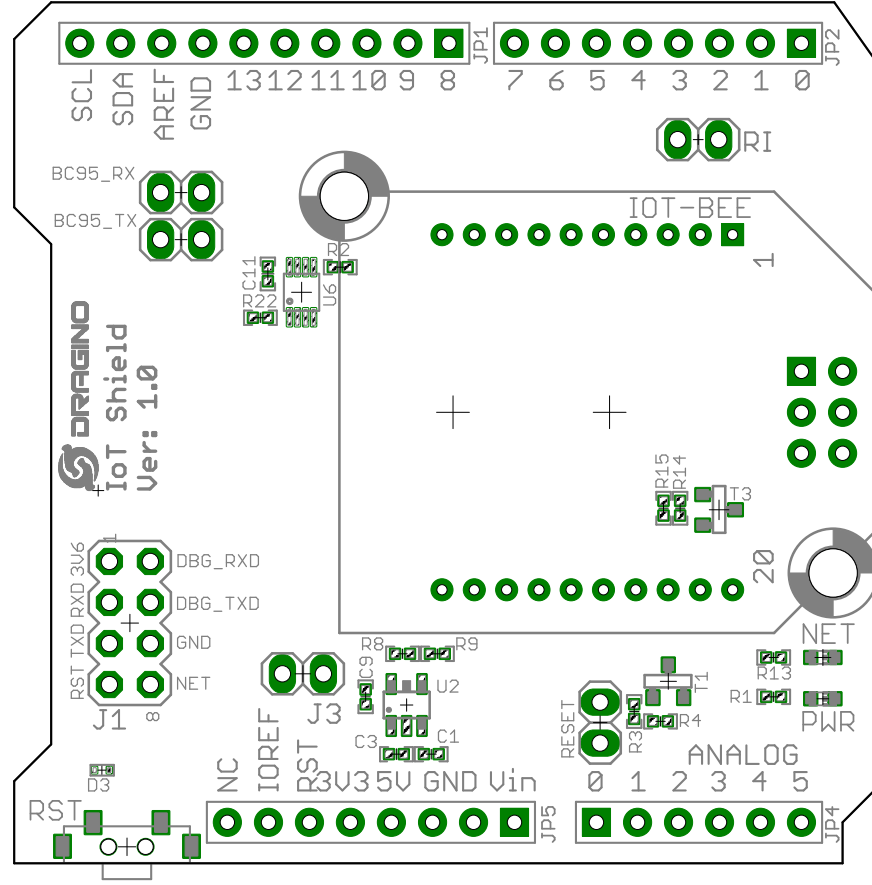 JP1
JP2
SCL SDA AREF GND 13 12 11 10 9 8
7 6 5 4 3 2 1 0
RI
BC95_RX
BC95_TX
IOT-BEE
1
R2
C11
U6
R22
DRAGINO
IoT Shield
Ver: 1.0
R15
R14
T3
20
1
3V6
DBG_RXD
RXD
DBG_TXD
TXD
GND
RST
NET
J1
8
NET
R8
R9
C9
U2
J3
C3
C1
T1
R13
R1
PWR
RESET
R3
R4
D3
RST
NC IOREF RST 3V3 5V GND Vin
JP5
ANALOG
0 1 2 3 4 5
JP4